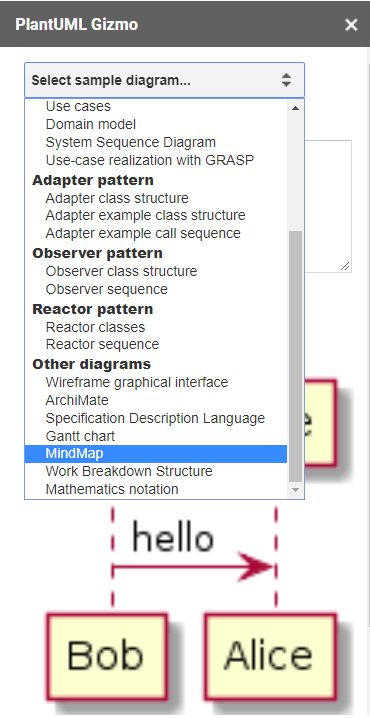 PlantUML Gizmo ×
Select sample diagram...
Use cases
Domain model
System Sequence Diagram
Use-case realization with GRASP
Adapter pattern
Adapter class structure
Adapter example class structure
Adapter example call sequence
Observer pattern
Observer class structure
Observer sequence
Reactor pattern
Reactor classes
Reactor sequence
Other diagrams
Wireframe graphical interface
ArchiMate
Specification Description Language
Gantt chart
MindMap
Work Breakdown Structure
Mathematics notation
hello
Bob Alice